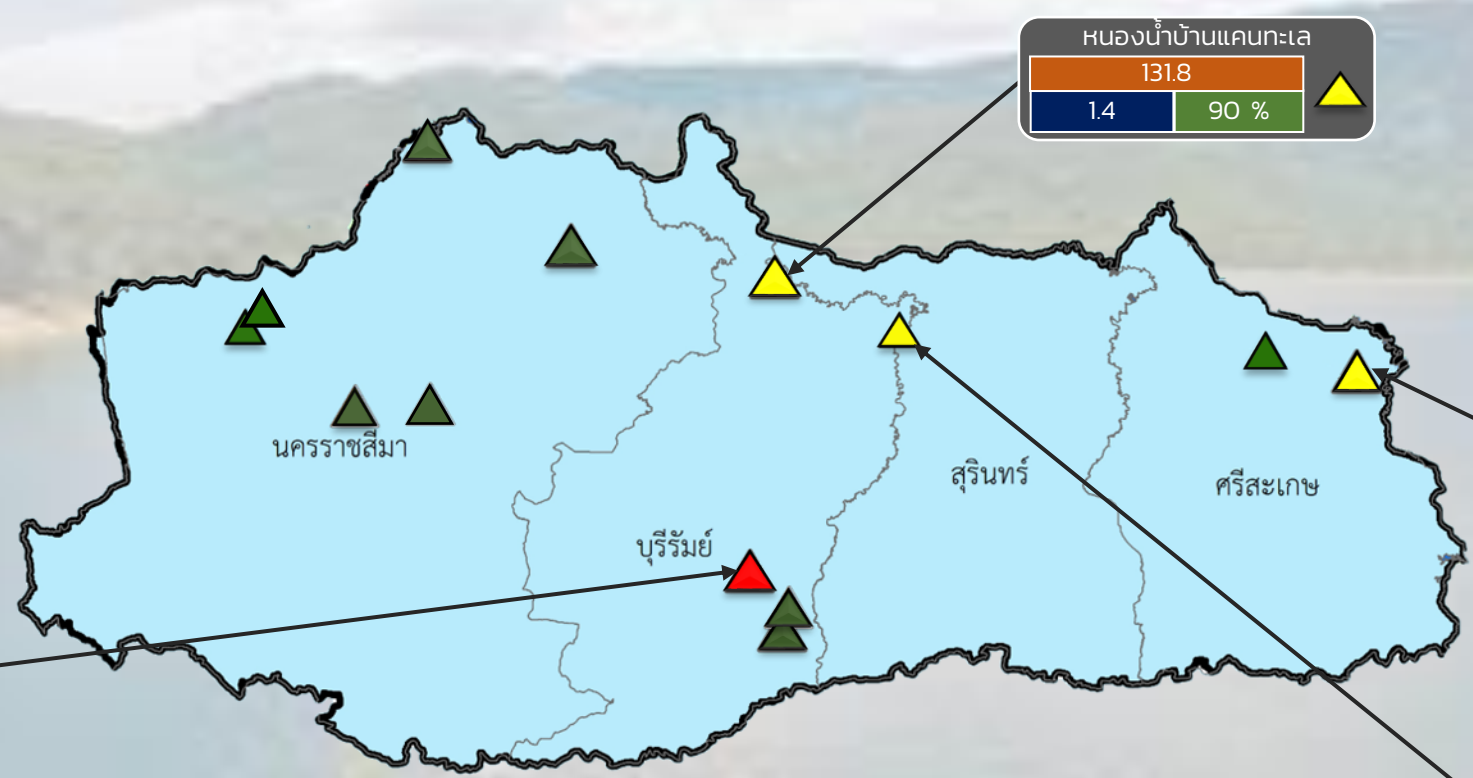 หนองน้ำบ้านแคนทะเล
131.8
1.4 90 %
นครราชสีมา
สุรินทร์
ศรีสะเกษ
บุรีรัมย์